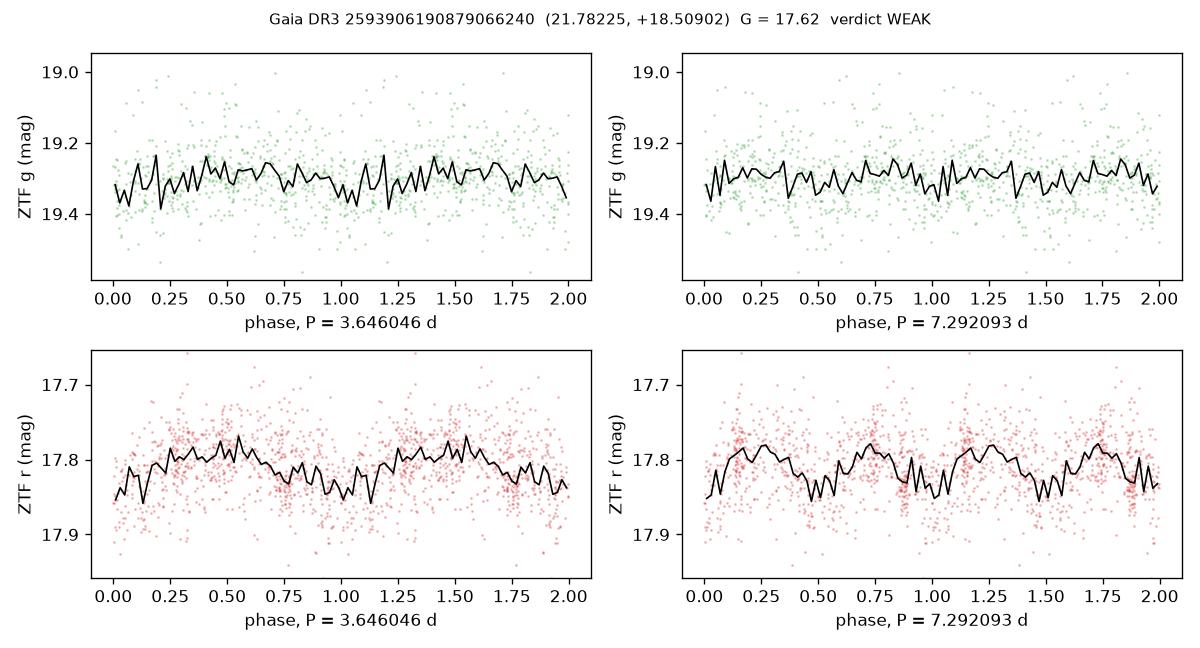 Gaia DR3 2593906190879066240 (21.78225, +18.50902) G = 17.62 verdict WEAK
ZTF g (mag)
19.0
19.2
19.4
0.00 0.25 0.50 0.75 1.00 1.25 1.50 1.75 2.00
phase, P = 3.646046 d
ZTF g (mag)
19.0
19.2
19.4
0.00 0.25 0.50 0.75 1.00 1.25 1.50 1.75 2.00
phase, P = 7.292093 d
ZTF r (mag)
17.7
17.8
17.9
0.00 0.25 0.50 0.75 1.00 1.25 1.50 1.75 2.00
phase, P = 3.646046 d
ZTF r (mag)
17.7
17.8
17.9
0.00 0.25 0.50 0.75 1.00 1.25 1.50 1.75 2.00
phase, P = 7.292093 d